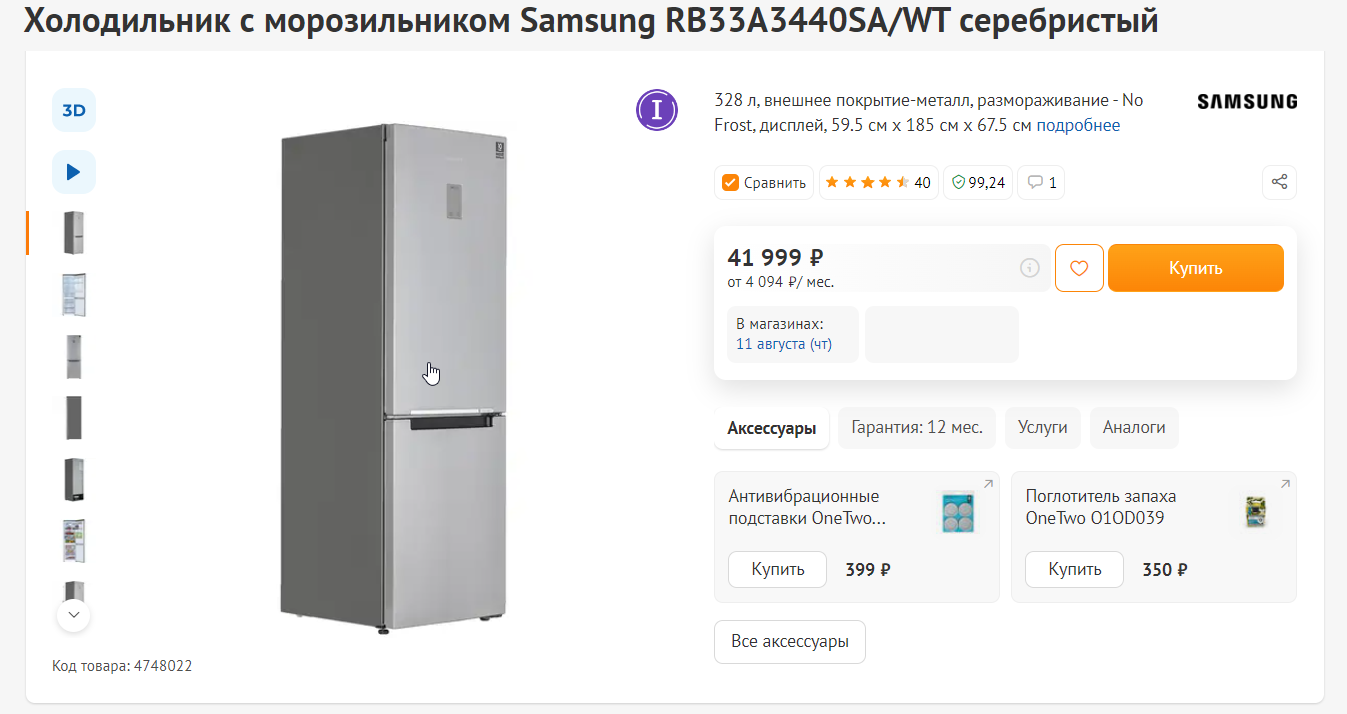 Холодильник с морозильником Samsung RB33A3440SA/WT серебристый
3D
I
328 л, внешнее покрытие-металл, размораживание - No
Frost, дисплей, 59.5 см x 185 см x 67.5 см подробнее
SAMSUNG
Сравнить
40
99,24
1
41 999 ₽
от 4 094 ₽/ мес.
Купить
В магазинах:
11 августа (чт)
Аксессуары
Гарантия: 12 мес.
Услуги
Аналоги
Антивибрационные
подставки OneTwo...
Купить
399 ₽
Поглотитель запаха
OneTwo O1OD039
Купить
350 ₽
Все аксессуары
Код товара: 4748022